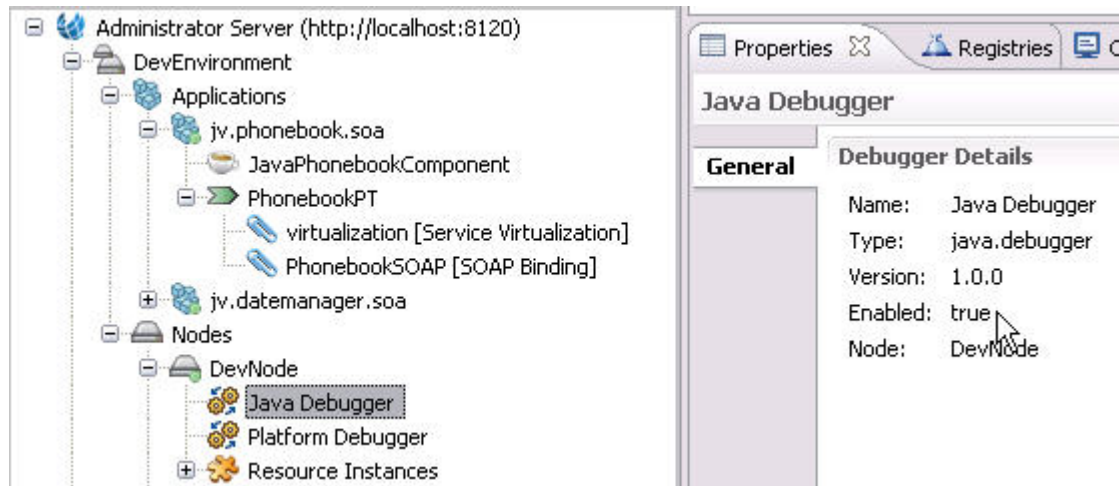 Administrator Server (http://localhost:8120)
DevEnvironment
Applications
jv.phonebook.soa
JavaPhonebookComponent
PhonebookPT
virtualization [Service Virtualization]
PhonebookSOAP [SOAP Binding]
jv.datemanager.soa
Nodes
DevNode
Java Debugger
Platform Debugger
Resource Instances
Properties Registries
Java Debugger
General
Debugger Details
Name: Java Debugger
Type: java.debugger
Version: 1.0.0
Enabled: true
Node: DevNode